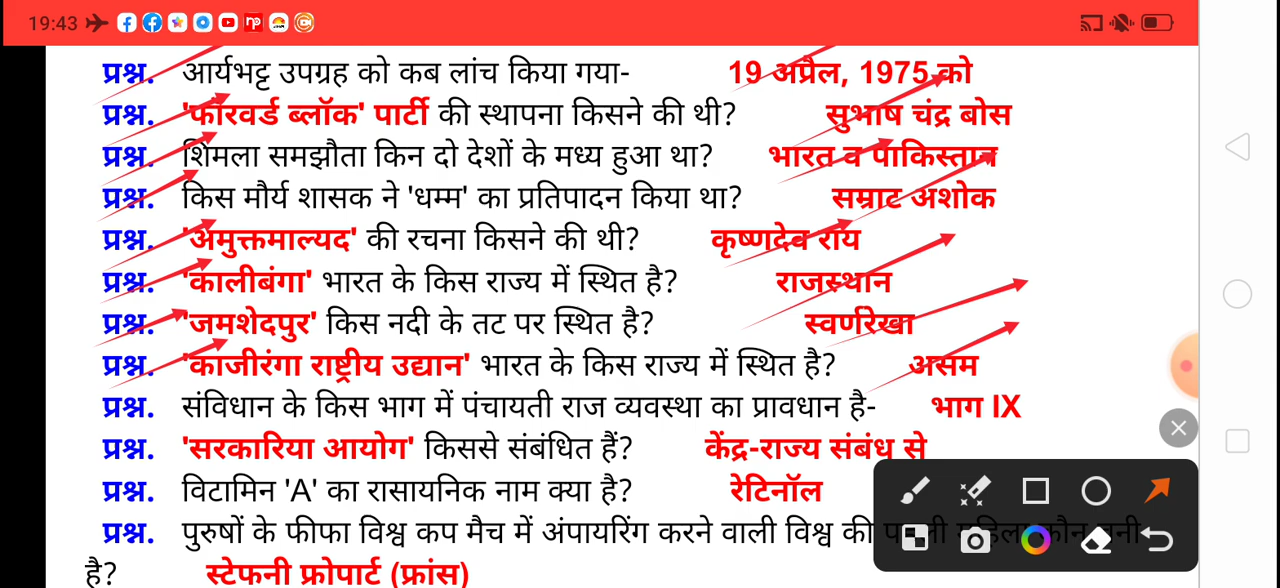 19:43
प्रश्न. आर्यभट्ट उपग्रह को कब लांच किया गया- 19 अप्रैल, 1975 को
प्रश्न. 'फॉरवर्ड ब्लॉक' पार्टी की स्थापना किसने की थी? सुभाष चंद्र बोस
प्रश्न. शिमला समझौता किन दो देशों के मध्य हुआ था? भारत व पाकिस्तान
प्रश्न. किस मौर्य शासक ने 'धम्म' का प्रतिपादन किया था? सम्राट अशोक
प्रश्न. 'अमुक्तमाल्यद' की रचना किसने की थी? कृष्णदेव राय
प्रश्न. 'कालीबंगा' भारत के किस राज्य में स्थित है? राजस्थान
प्रश्न. 'जमशेदपुर' किस नदी के तट पर स्थित है? स्वर्णरेखा
प्रश्न. 'काजीरंगा राष्ट्रीय उद्यान' भारत के किस राज्य में स्थित है? असम
प्रश्न. संविधान के किस भाग में पंचायती राज व्यवस्था का प्रावधान है- भाग IX
प्रश्न. 'सरकारिया आयोग' किससे संबंधित हैं? केंद्र-राज्य संबंध से
प्रश्न. विटामिन 'A' का रासायनिक नाम क्या है? रेटिनॉल
प्रश्न. पुरुषों के फीफा विश्व कप मैच में अंपायरिंग करने वाली विश्व की पहली महिला कौन बनी
है? स्टेफनी फ्रोपार्ट (फ्रांस)